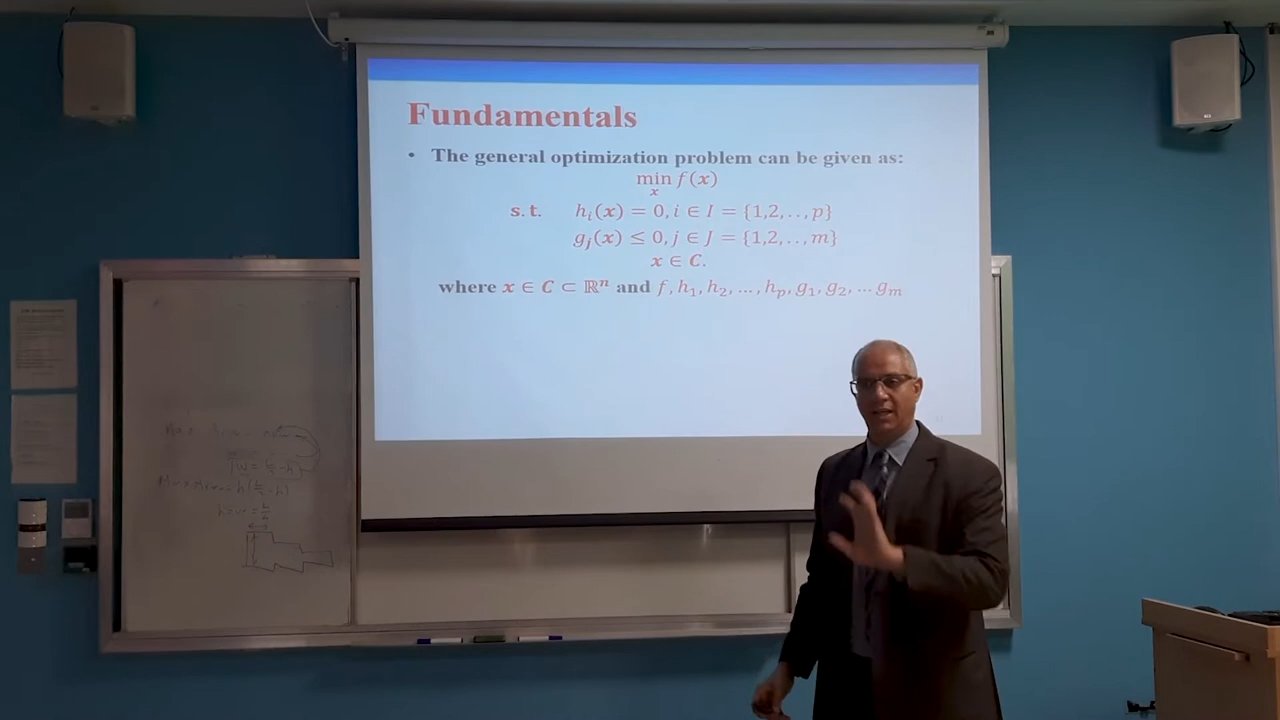 Fundamentals
• The general optimization problem can be given as:
min f(x)
x
s.t. hᵢ(x) = 0, i ∈ I = {1,2,..,p}
gⱼ(x) ≤ 0, j ∈ J = {1,2,..,m}
x ∈ C.
where x ∈ C ⊂ ℝⁿ and f, h₁, h₂, …, hₚ, g₁, g₂, … gₘ